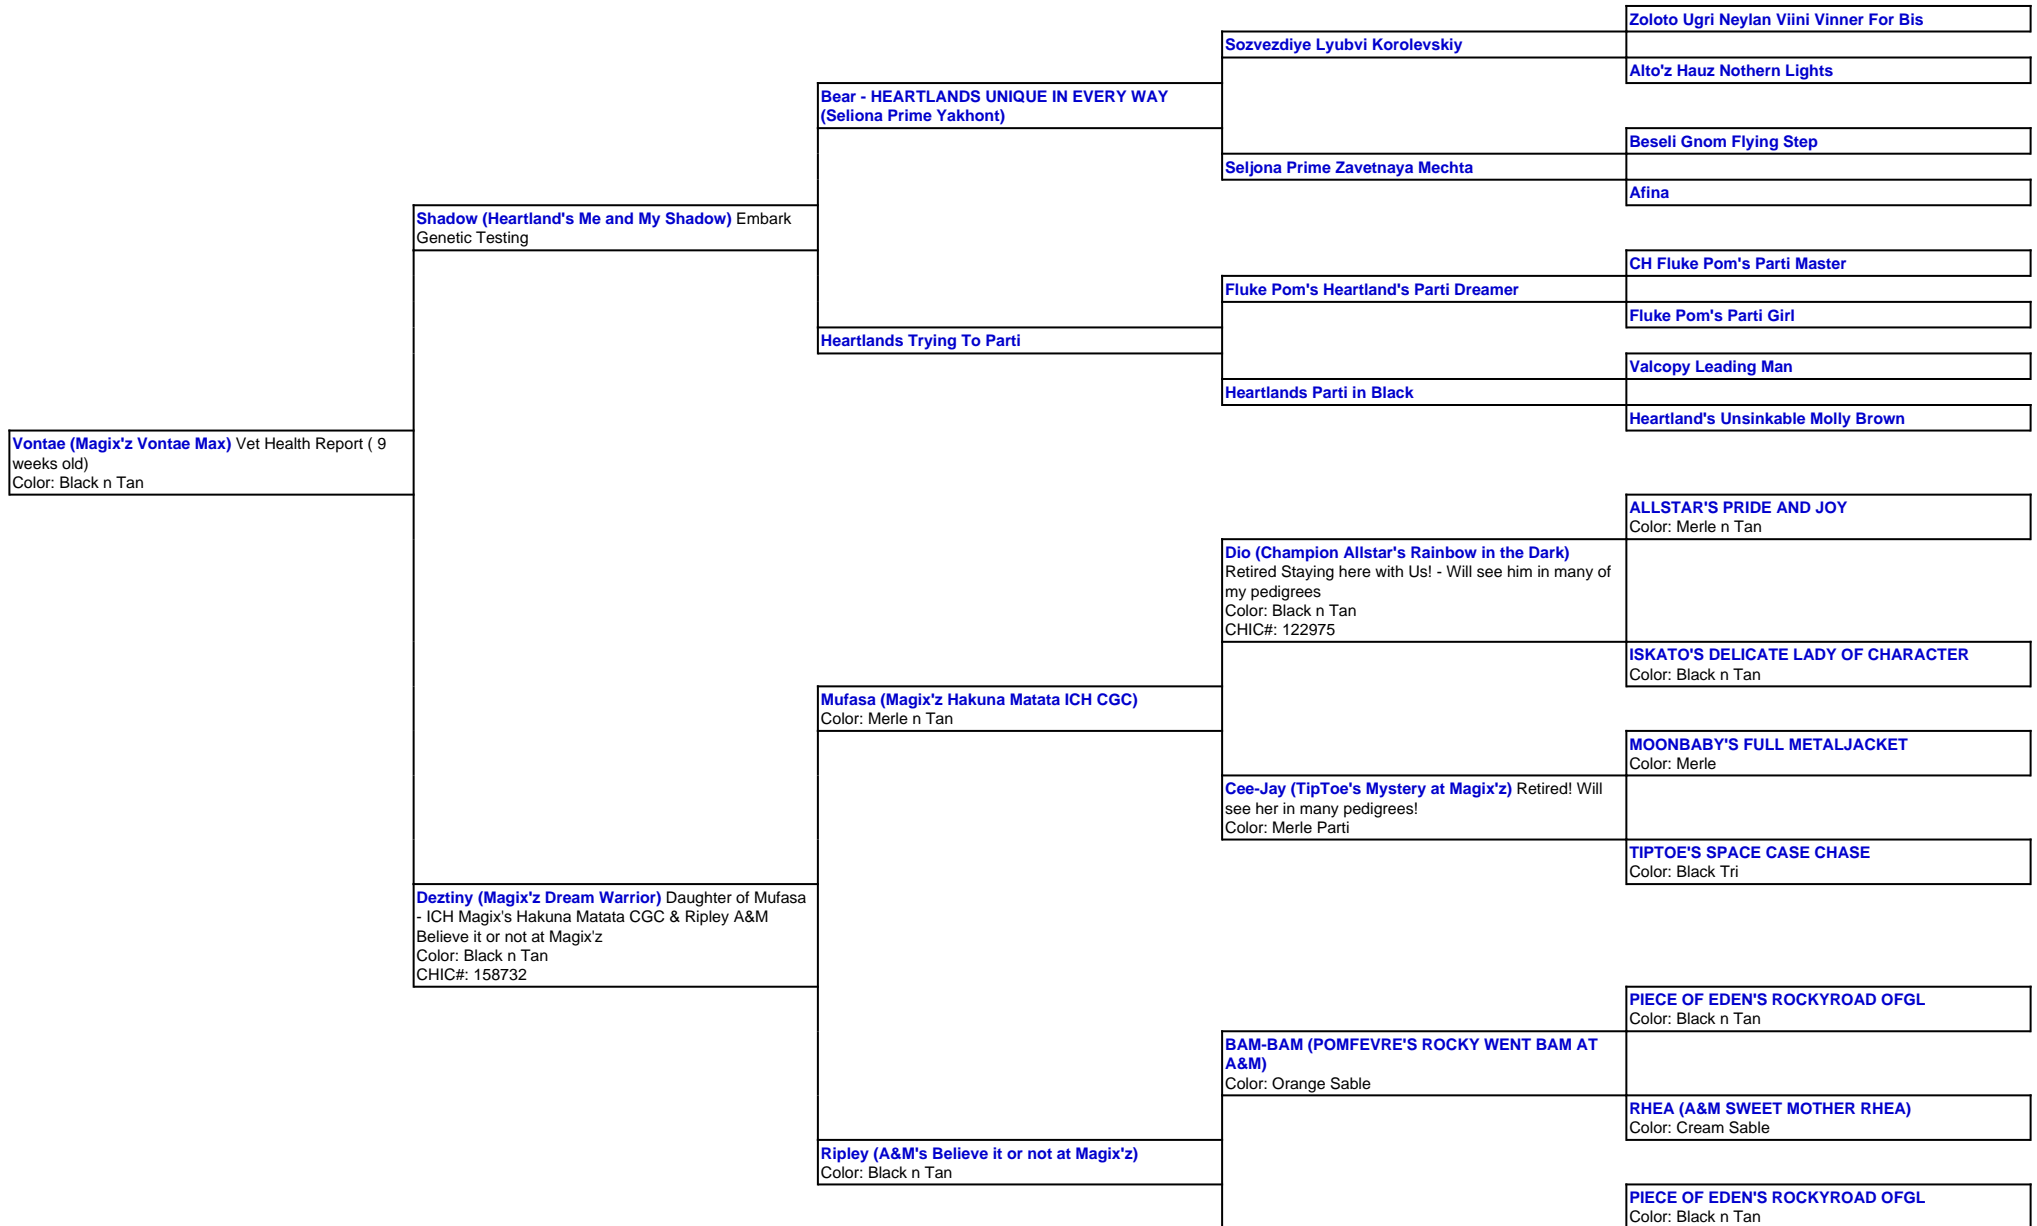 Zoloto Ugri Neylan Viini Vinner For Bis
Sozvezdiye Lyubvi Korolevskiy
Alto'z Hauz Nothern Lights
Bear - HEARTLANDS UNIQUE IN EVERY WAY
(Seliona Prime Yakhont)
Beseli Gnom Flying Step
Seljona Prime Zavetnaya Mechta
Afina
Shadow (Heartland's Me and My Shadow) Embark
Genetic Testing
CH Fluke Pom's Parti Master
Fluke Pom's Heartland's Parti Dreamer
Fluke Pom's Parti Girl
Heartlands Trying To Parti
Valcopy Leading Man
Heartlands Parti in Black
Heartland's Unsinkable Molly Brown
Vontae (Magix'z Vontae Max) Vet Health Report ( 9
weeks old)
Color: Black n Tan
ALLSTAR'S PRIDE AND JOY
Color: Merle n Tan
Dio (Champion Allstar's Rainbow in the Dark)
Retired Staying here with Us! - Will see him in many of
my pedigrees
Color: Black n Tan
CHIC#: 122975
ISKATO'S DELICATE LADY OF CHARACTER
Color: Black n Tan
Mufasa (Magix'z Hakuna Matata ICH CGC)
Color: Merle n Tan
MOONBABY'S FULL METALJACKET
Color: Merle
Cee-Jay (TipToe's Mystery at Magix'z) Retired! Will
see her in many pedigrees!
Color: Merle Parti
TIPTOE'S SPACE CASE CHASE
Color: Black Tri
Deztiny (Magix'z Dream Warrior) Daughter of Mufasa
- ICH Magix's Hakuna Matata CGC & Ripley A&M
Believe it or not at Magix'z
Color: Black n Tan
CHIC#: 158732
PIECE OF EDEN'S ROCKYROAD OFGL
Color: Black n Tan
BAM-BAM (POMFEVRE'S ROCKY WENT BAM AT
A&M)
Color: Orange Sable
RHEA (A&M SWEET MOTHER RHEA)
Color: Cream Sable
Ripley (A&M's Believe it or not at Magix'z)
Color: Black n Tan
PIECE OF EDEN'S ROCKYROAD OFGL
Color: Black n Tan